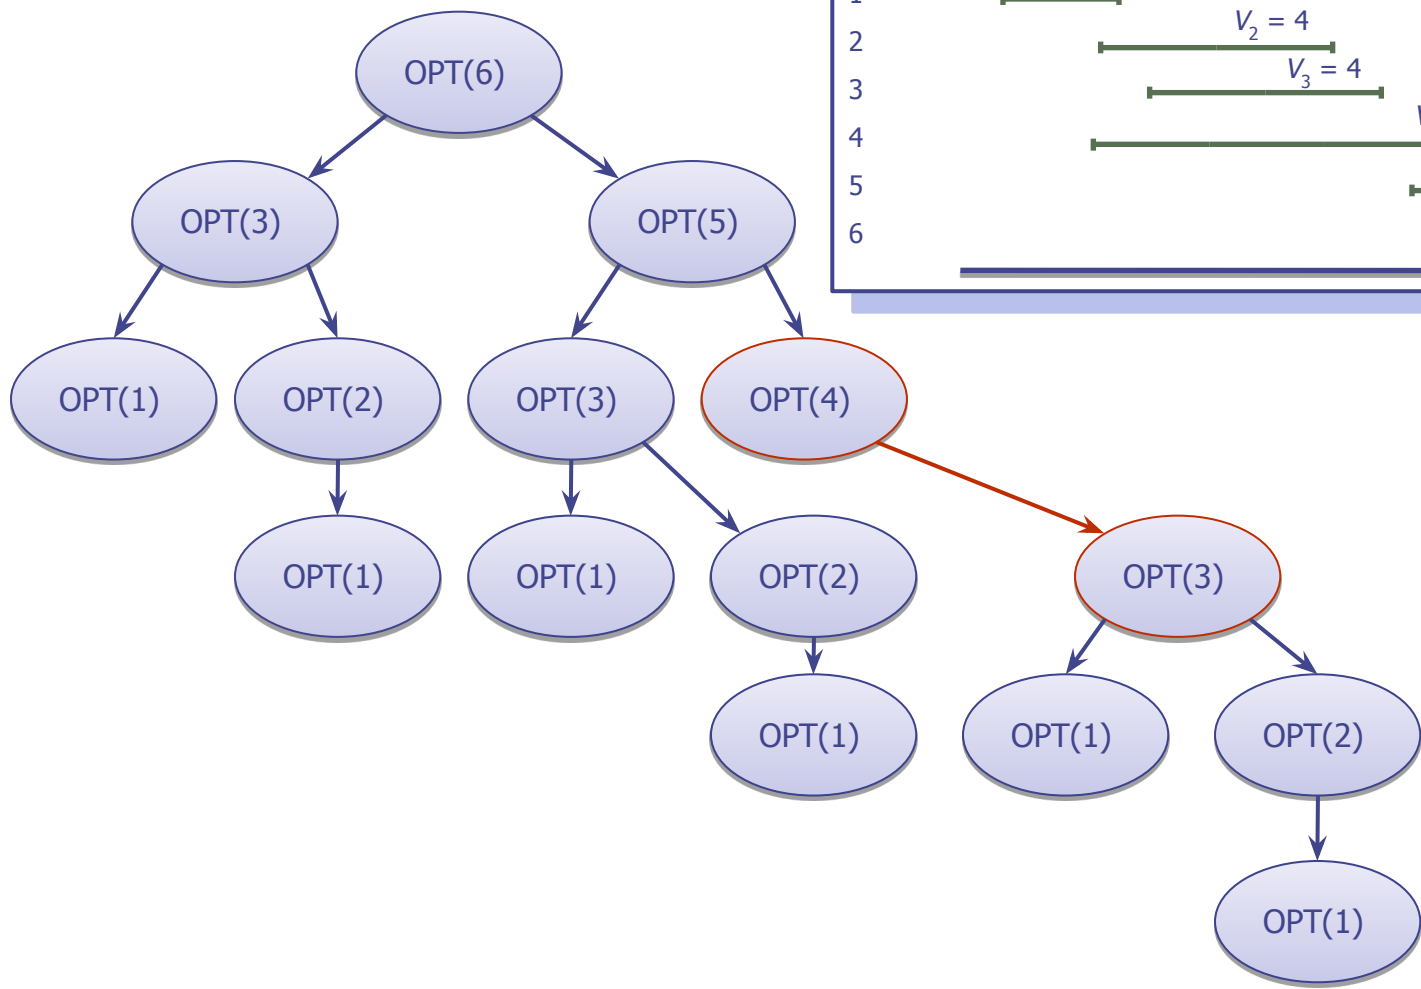 1
V2 = 4
2
V3 = 4
3
4
5
6
OPT(6)
OPT(3)
OPT(5)
OPT(1)
OPT(2)
OPT(3)
OPT(4)
OPT(1)
OPT(1)
OPT(2)
OPT(3)
OPT(1)
OPT(1)
OPT(2)
OPT(1)